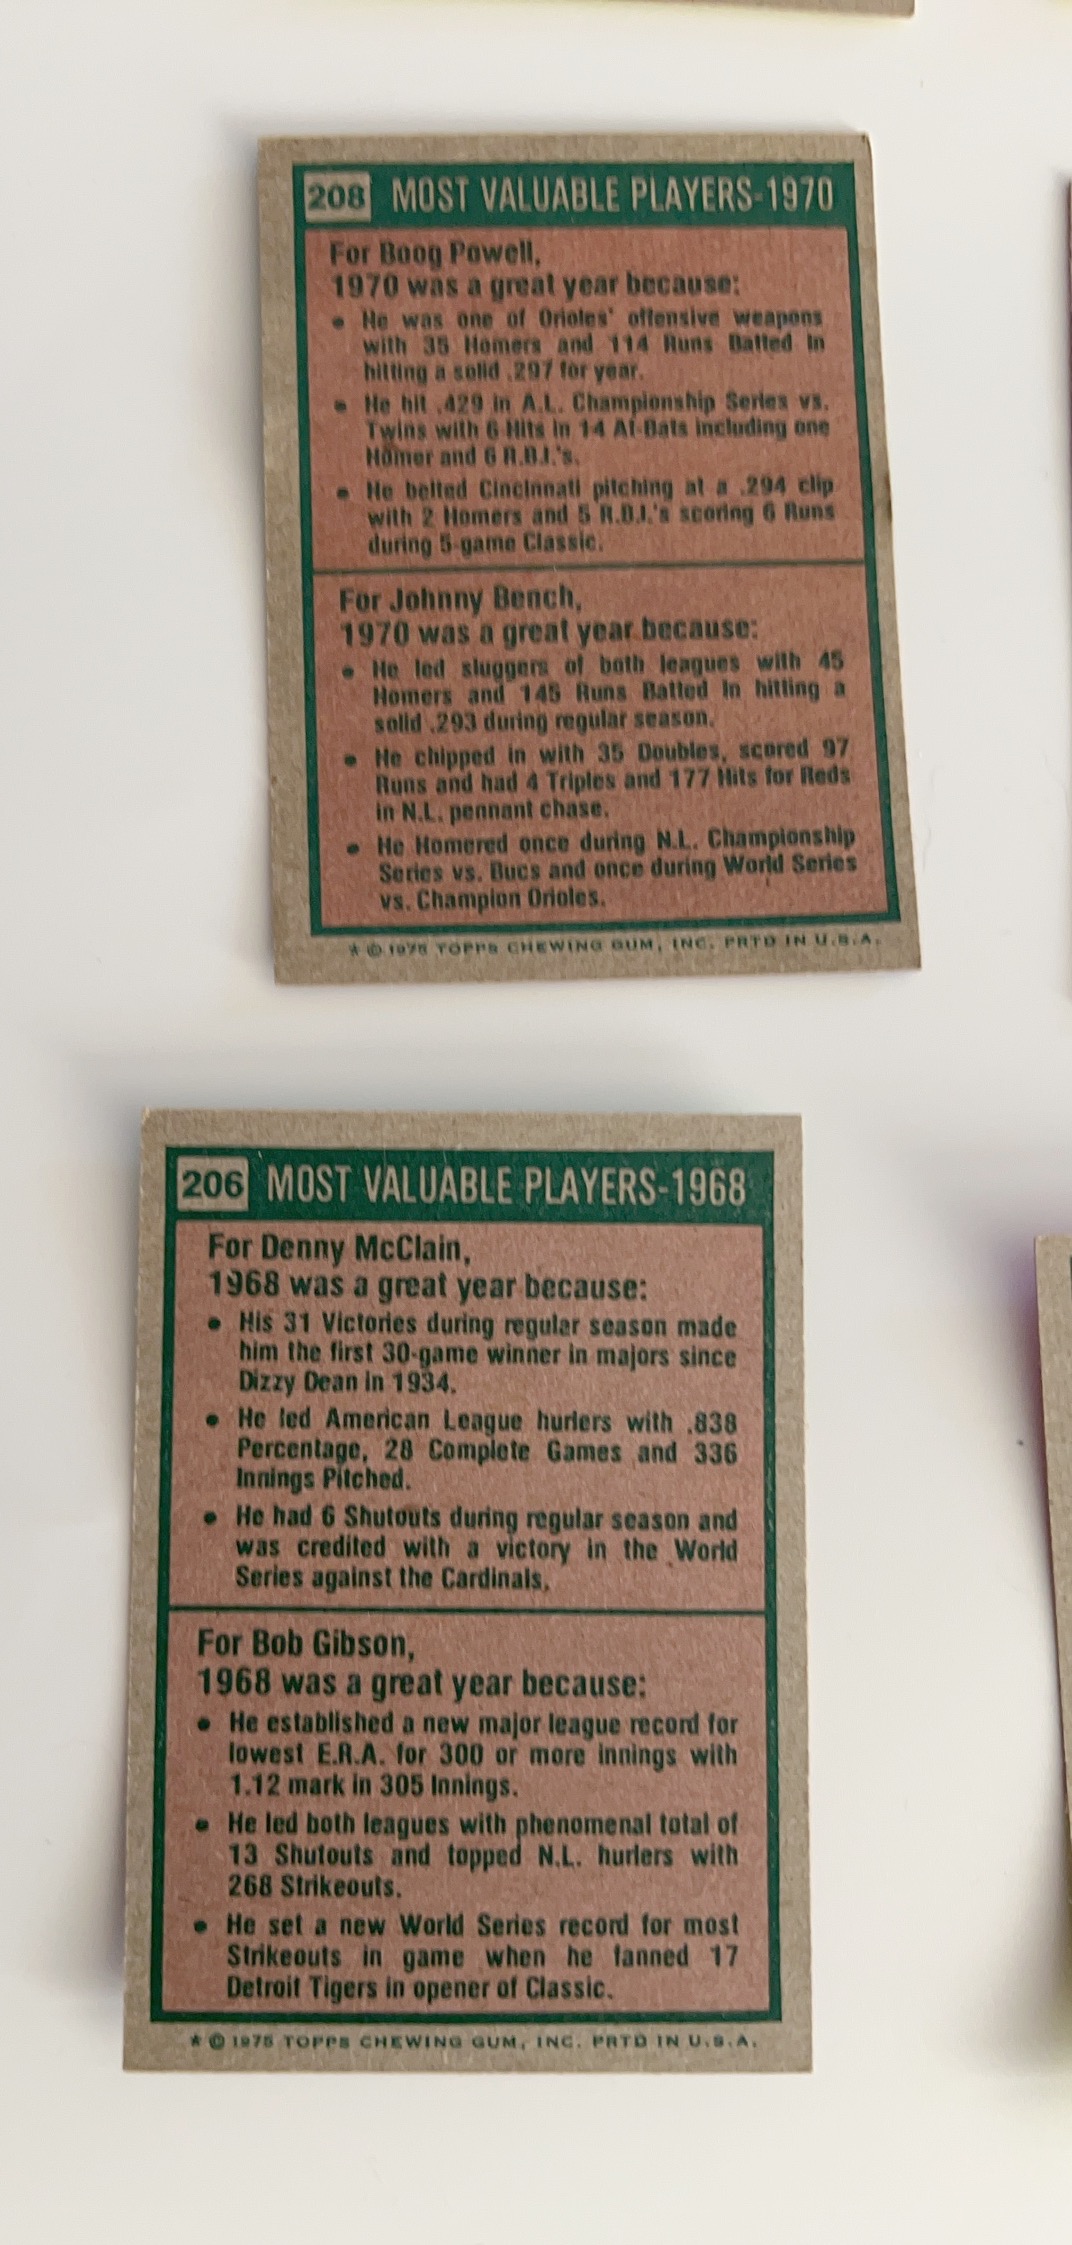 208 MOST VALUABLE PLAYERS-1970
For Boog Powell,
1970 was a great year because:
• He was one of Orioles' offensive weapons
with 35 Homers and 114 Runs Batted In
hitting a solid .297 for year.
• He hit .429 in A.L. Championship Series vs.
Twins with 6 Hits in 14 At-Bats including one
Homer and 6 R.B.I.'s.
• He belted Cincinnati pitching at a .294 clip
with 2 Homers and 5 R.B.I.'s scoring 6 Runs
during 5-game Classic.
For Johnny Bench,
1970 was a great year because:
• He led sluggers of both leagues with 45
Homers and 145 Runs Batted In hitting a
solid .293 during regular season.
• He chipped in with 35 Doubles, scored 97
Runs and had 4 Triples and 177 Hits for Reds
in N.L. pennant chase.
• He Homered once during N.L. Championship
Series vs. Bucs and once during World Series
vs. Champion Orioles.
* © 1975 TOPPS CHEWING GUM, INC. PRTD IN U.S.A.
206 MOST VALUABLE PLAYERS-1968
For Denny McClain,
1968 was a great year because:
• His 31 Victories during regular season made
him the first 30-game winner in majors since
Dizzy Dean in 1934.
• He led American League hurlers with .838
Percentage, 28 Complete Games and 336
Innings Pitched.
• He had 6 Shutouts during regular season and
was credited with a victory in the World
Series against the Cardinals.
For Bob Gibson,
1968 was a great year because:
• He established a new major league record for
lowest E.R.A. for 300 or more innings with
1.12 mark in 305 Innings.
• He led both leagues with phenomenal total of
13 Shutouts and topped N.L. hurlers with
268 Strikeouts.
• He set a new World Series record for most
Strikeouts in game when he fanned 17
Detroit Tigers in opener of Classic.
* © 1975 TOPPS CHEWING GUM, INC. PRTD IN U.S.A.